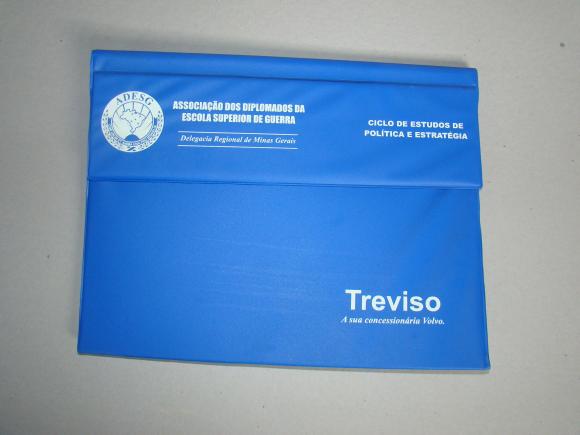 ADESG
ASSOCIAÇÃO DOS DIPLOMADOS DA
ESCOLA SUPERIOR DE GUERRA
Delegacia Regional de Minas Gerais
CICLO DE ESTUDOS DE
POLÍTICA E ESTRATÉGIA
Treviso
A sua concessionária Volvo.